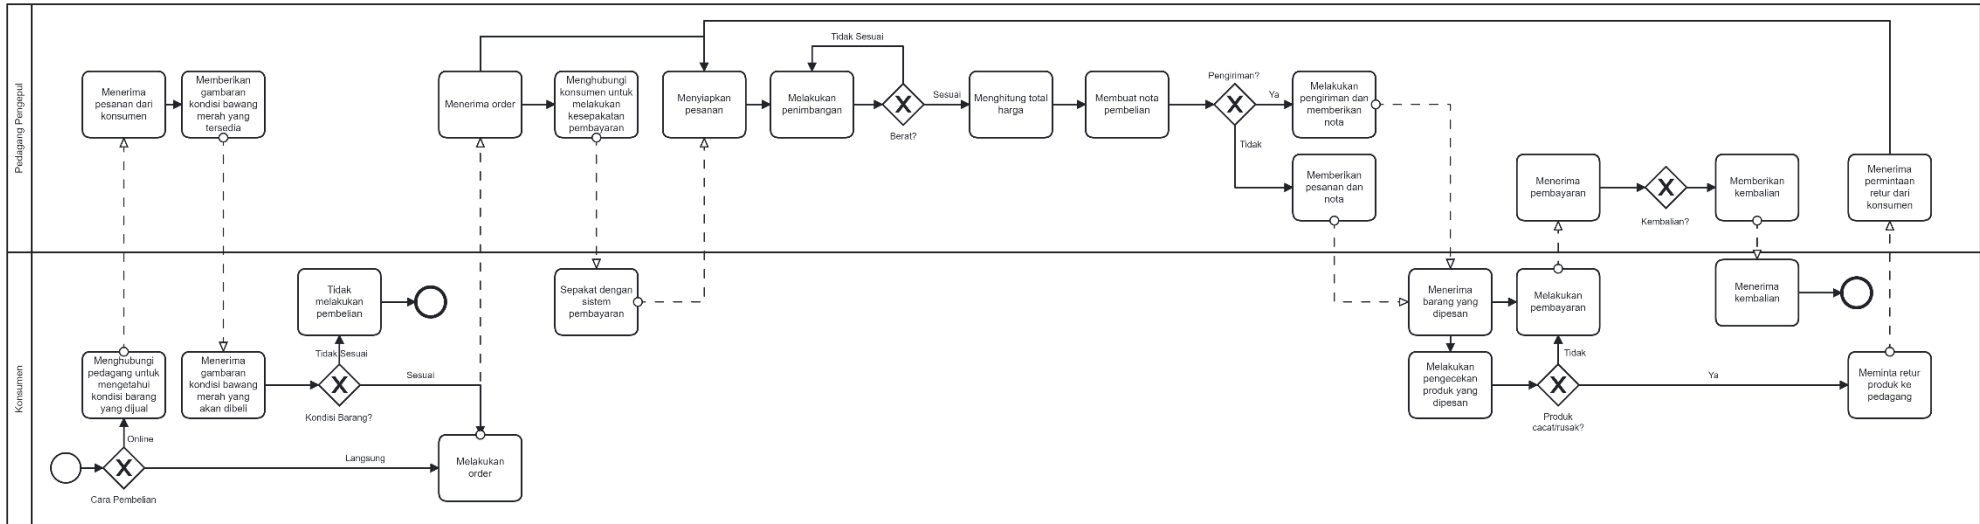 Pedagang Pengepul
Menerima
pesanan dari
konsumen
Memberikan
gambaran
kondisi bawang
merah yang
tersedia
Menerima order
Menghubungi
konsumen untuk
melakukan
kesepakatan
pembayaran
Menyiapkan
pesanan
Melakukan
penimbangan
Tidak Sesuai
Berat?
Sesuai
Menghitung total
harga
Membuat nota
pembelian
Pengiriman?
Ya
Tidak
Melakukan
pengiriman dan
memberikan
nota
Memberikan
pesanan dan
nota
Menerima
pembayaran
Kembalian?
Memberikan
kembalian
Menerima
permintaan
retur dari
konsumen
Konsumen
Cara Pembelian
Online
Langsung
Menghubungi
pedagang untuk
mengetahui
kondisi barang
yang dijual
Menerima
gambaran
kondisi bawang
merah yang
akan dibeli
Kondisi Barang?
Tidak Sesuai
Sesuai
Tidak
melakukan
pembelian
Melakukan
order
Sepakat dengan
sistem
pembayaran
Menerima
barang yang
dipesan
Melakukan
pembayaran
Melakukan
pengecekan
produk yang
dipesan
Tidak
Produk
cacat/rusak?
Ya
Menerima
kembalian
Meminta retur
produk ke
pedagang